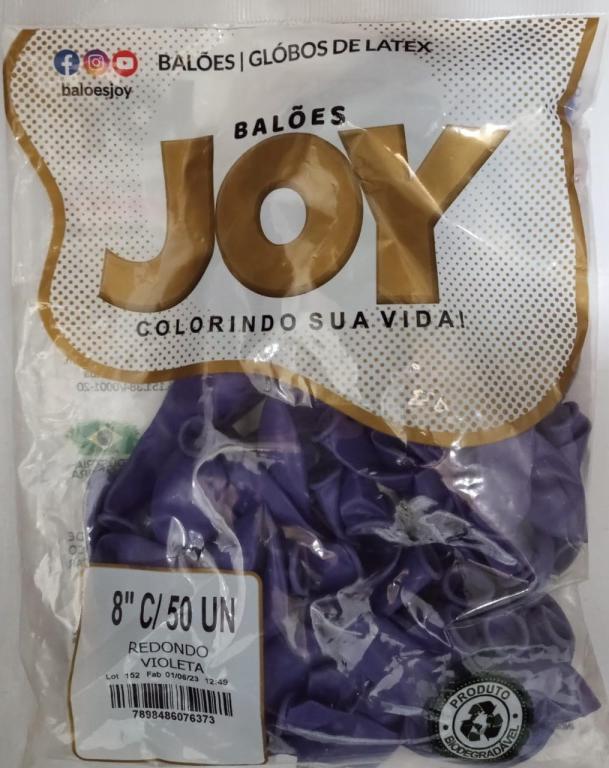 BALÕES | GLÓBOS DE LATEX
baloesjoy
BALÕES
JOY
COLORINDO SUA VIDA!
8" C/ 50 UN
REDONDO
VIOLETA
Lot 152 Fab 01/06/23 12:49
7898486076373
PRODUTO
BIODEGRADÁVEL